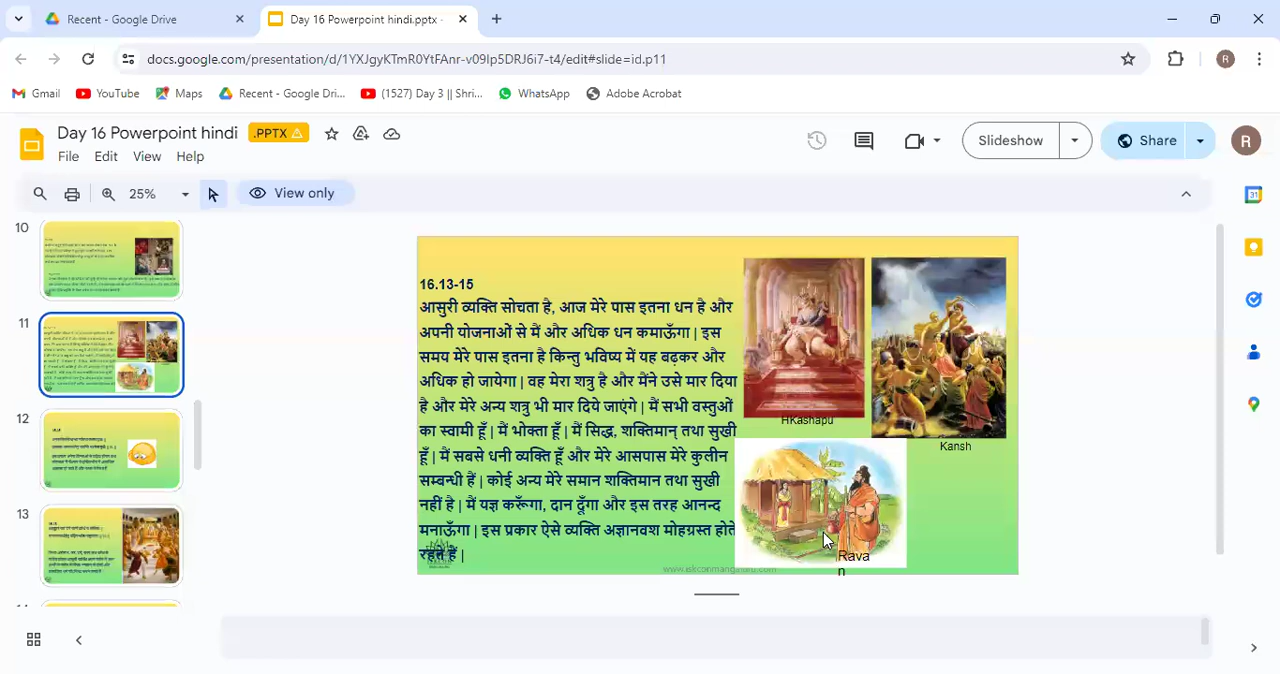 Recent - Google Drive
Day 16 Powerpoint hindi.pptx -
docs.google.com/presentation/d/1YXJgyKTmR0YtFAnr-v09Ip5DRJ6i7-t4/edit#slide=id.p11
Gmail
YouTube
Maps
Recent - Google Dri...
(1527) Day 3 || Shri...
WhatsApp
Adobe Acrobat
Day 16 Powerpoint hindi
.PPTX
Slideshow
Share
R
File Edit View Help
25%
View only
10
11
12
13
16.13-15
आसुरी व्यक्ति सोचता है, आज मेरे पास इतना धन है और
अपनी योजनाओं से मैं और अधिक धन कमाऊँगा | इस
समय मेरे पास इतना है किन्तु भविष्य में यह बढ़कर और
अधिक हो जायेगा | वह मेरा शत्रु है और मैंने उसे मार दिया
है और मेरे अन्य शत्रु भी मार दिये जाएंगे | मैं सभी वस्तुओं
का स्वामी हूँ | मैं भोक्ता हूँ | मैं सिद्ध, शक्तिमान् तथा सुखी
हूँ | मैं सबसे धनी व्यक्ति हूँ और मेरे आसपास मेरे कुलीन
सम्बन्धी हैं | कोई अन्य मेरे समान शक्तिमान तथा सुखी
नहीं है | मैं यज्ञ करूँगा, दान दूँगा और इस तरह आनन्द
मनाऊँगा | इस प्रकार ऐसे व्यक्ति अज्ञानवश मोहग्रस्त होते
रहते हैं |
HKashapu
Kansh
Rava
n
www.iskconmangaluru.com